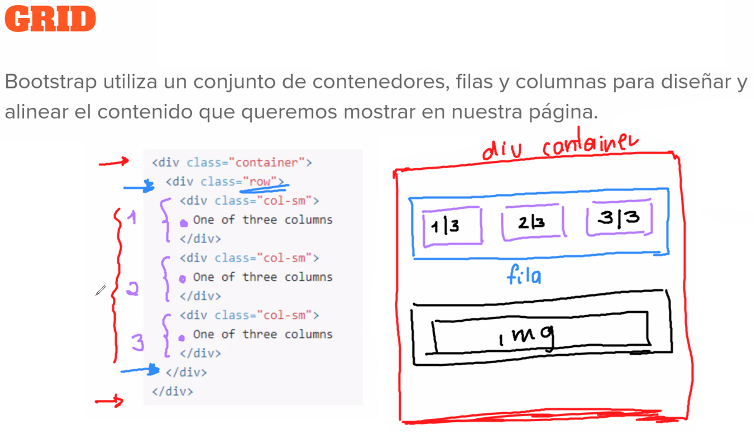 GRID
Bootstrap utiliza un conjunto de contenedores, filas y columnas para diseñar y
alinear el contenido que queremos mostrar en nuestra página.
<div class="container">
<div class="row">
<div class="col-sm">
One of three columns
</div>
<div class="col-sm">
One of three columns
</div>
<div class="col-sm">
One of three columns
</div>
</div>
</div>
1
2
3
div container
1|3 2|3 3|3
fila
img